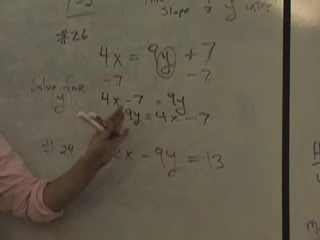 the
slope & y inter
#26
4x = 9y + 7
-7 -7
Solve for
y
4x - 7 = 9y
9y = 4x - 7
#24
x - 9y = 13